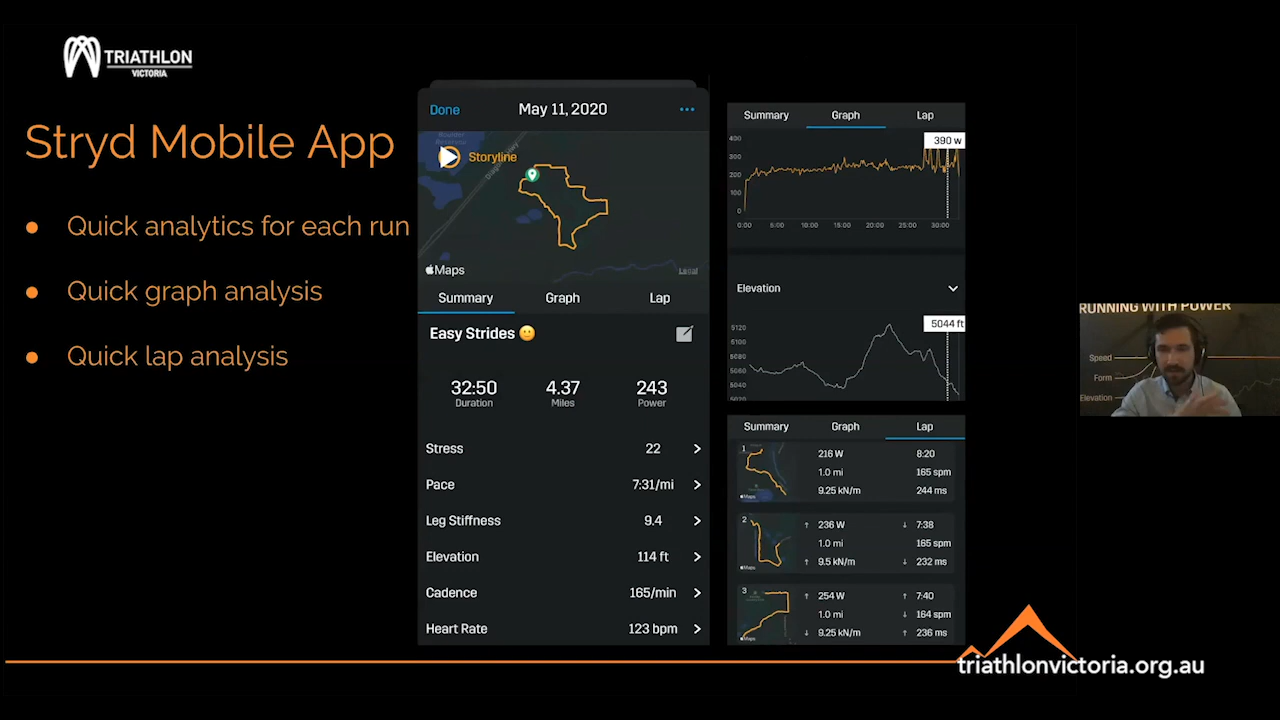 TRIATHLON
VICTORIA
Stryd Mobile App
● Quick analytics for each run
● Quick graph analysis
● Quick lap analysis
Done
May 11, 2020
...
Boulder
Storyline
Maps
Legal
Summary Graph Lap
Easy Strides
32:50 4.37 243
Duration Miles Power
Stress 22 >
Pace 7:31/mi >
Leg Stiffness 9.4 >
Elevation 114 ft >
Cadence 165/min >
Heart Rate 123 bpm >
Summary Graph Lap
390 w
400
300
200
100
0
0:00 5:00 10:00 15:00 20:00 25:00 30:00
Elevation
5044 ft
5120
5100
5080
5060
5040
5020
Summary Graph Lap
1
216 W 8:20
1.0 mi 165 spm
9.25 kN/m 244 ms
Maps
2
↑ 236 W ↓ 7:38
1.0 mi 165 spm
↑ 9.5 kN/m ↓ 232 ms
Maps
3
↑ 254 W ↑ 7:40
1.0 mi ↓ 164 spm
↓ 9.25 kN/m ↑ 236 ms
Maps
RUNNING WITH POWER
Speed
Form
Elevation
triathlonvictoria.org.au